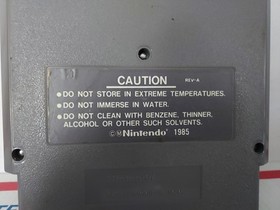 CAUTION REV-A
●DO NOT STORE IN EXTREME TEMPERATURES.
●DO NOT IMMERSE IN WATER.
●DO NOT CLEAN WITH BENZENE, THINNER,
ALCOHOL OR OTHER SUCH SOLVENTS.
©M Nintendo® 1985